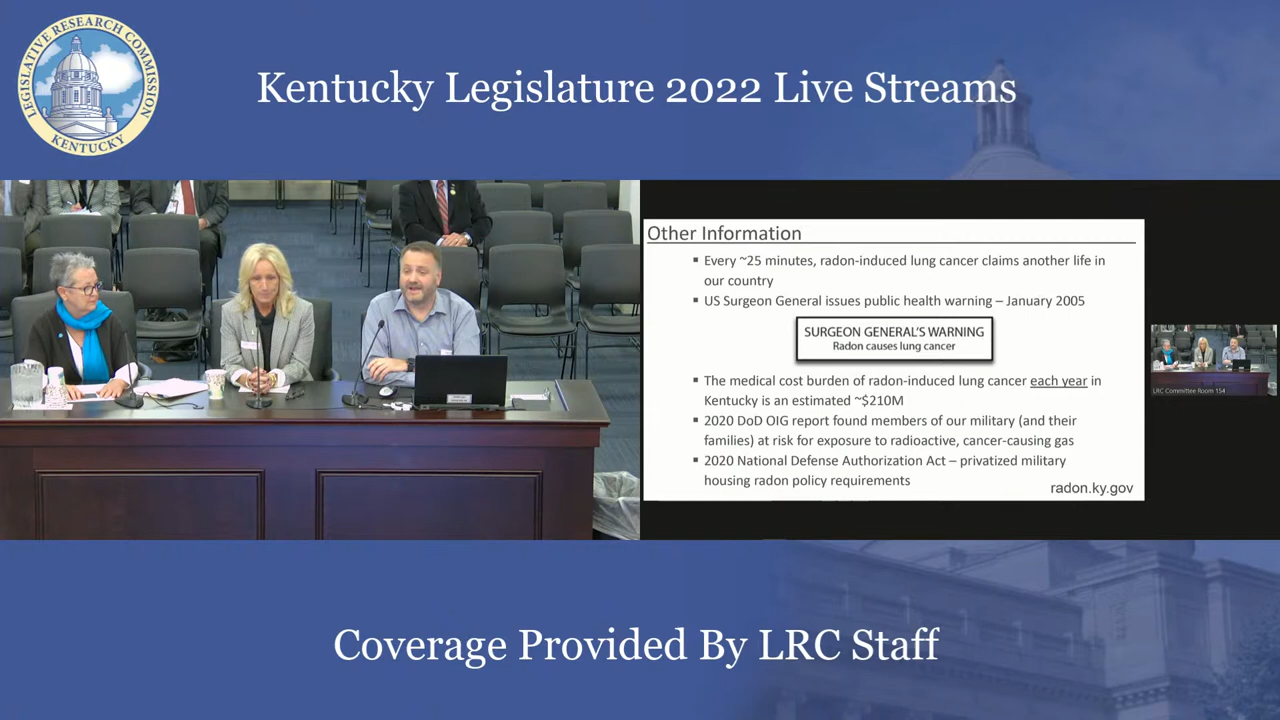 LEGISLATIVE RESEARCH COMMISSION
KENTUCKY
Kentucky Legislature 2022 Live Streams
Other Information
▪ Every ~25 minutes, radon-induced lung cancer claims another life in
our country
▪ US Surgeon General issues public health warning – January 2005
SURGEON GENERAL'S WARNING
Radon causes lung cancer
▪ The medical cost burden of radon-induced lung cancer each year in
Kentucky is an estimated ~$210M
▪ 2020 DoD OIG report found members of our military (and their
families) at risk for exposure to radioactive, cancer-causing gas
▪ 2020 National Defense Authorization Act – privatized military
housing radon policy requirements
radon.ky.gov
LRC Committee Room 154
Coverage Provided By LRC Staff